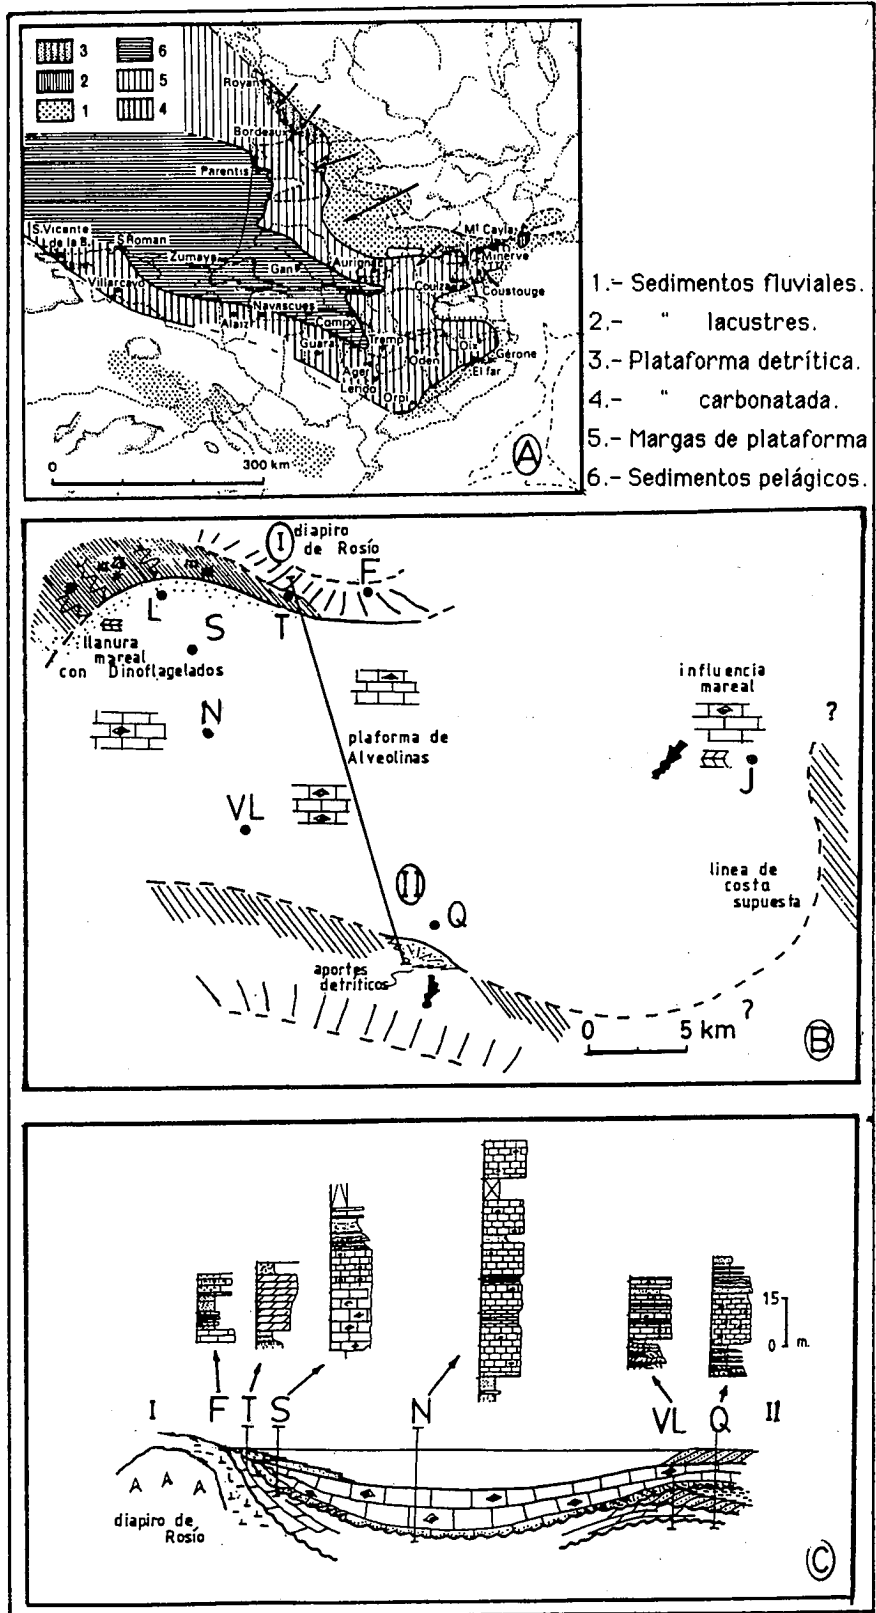 3 6
2 5
1 4
Royan
Bordeaux
Parentis
Mt Cayla
Minerve
S. Vicente
de la B.
S. Roman
Zumaya
Gan
Aurign
Couiza
Coustouge
Villarcayo
Navascues
Alaiz
Campo
Guara
Tremp
Olx
Gérone
Oden
El far
Ager
Lerido
Orpi
0 300 km
A
1.- Sedimentos fluviales.
2.- " lacustres.
3.- Plataforma detrítica.
4.- " carbonatada.
5.- Margas de plataforma
6.- Sedimentos pelágicos.
I
diapiro
de Rosío
F
L
S
T
llanura
mareal
con Dinoflagelados
influencia
mareal
?
N
plaforma de
Alveolinas
J
VL
II
linea de
costa
supuesta
Q
aportes
detríticos
?
0 5 km
B
15
0 m.
I F T S N VL Q II
A A A
diapiro de
Rosío
C